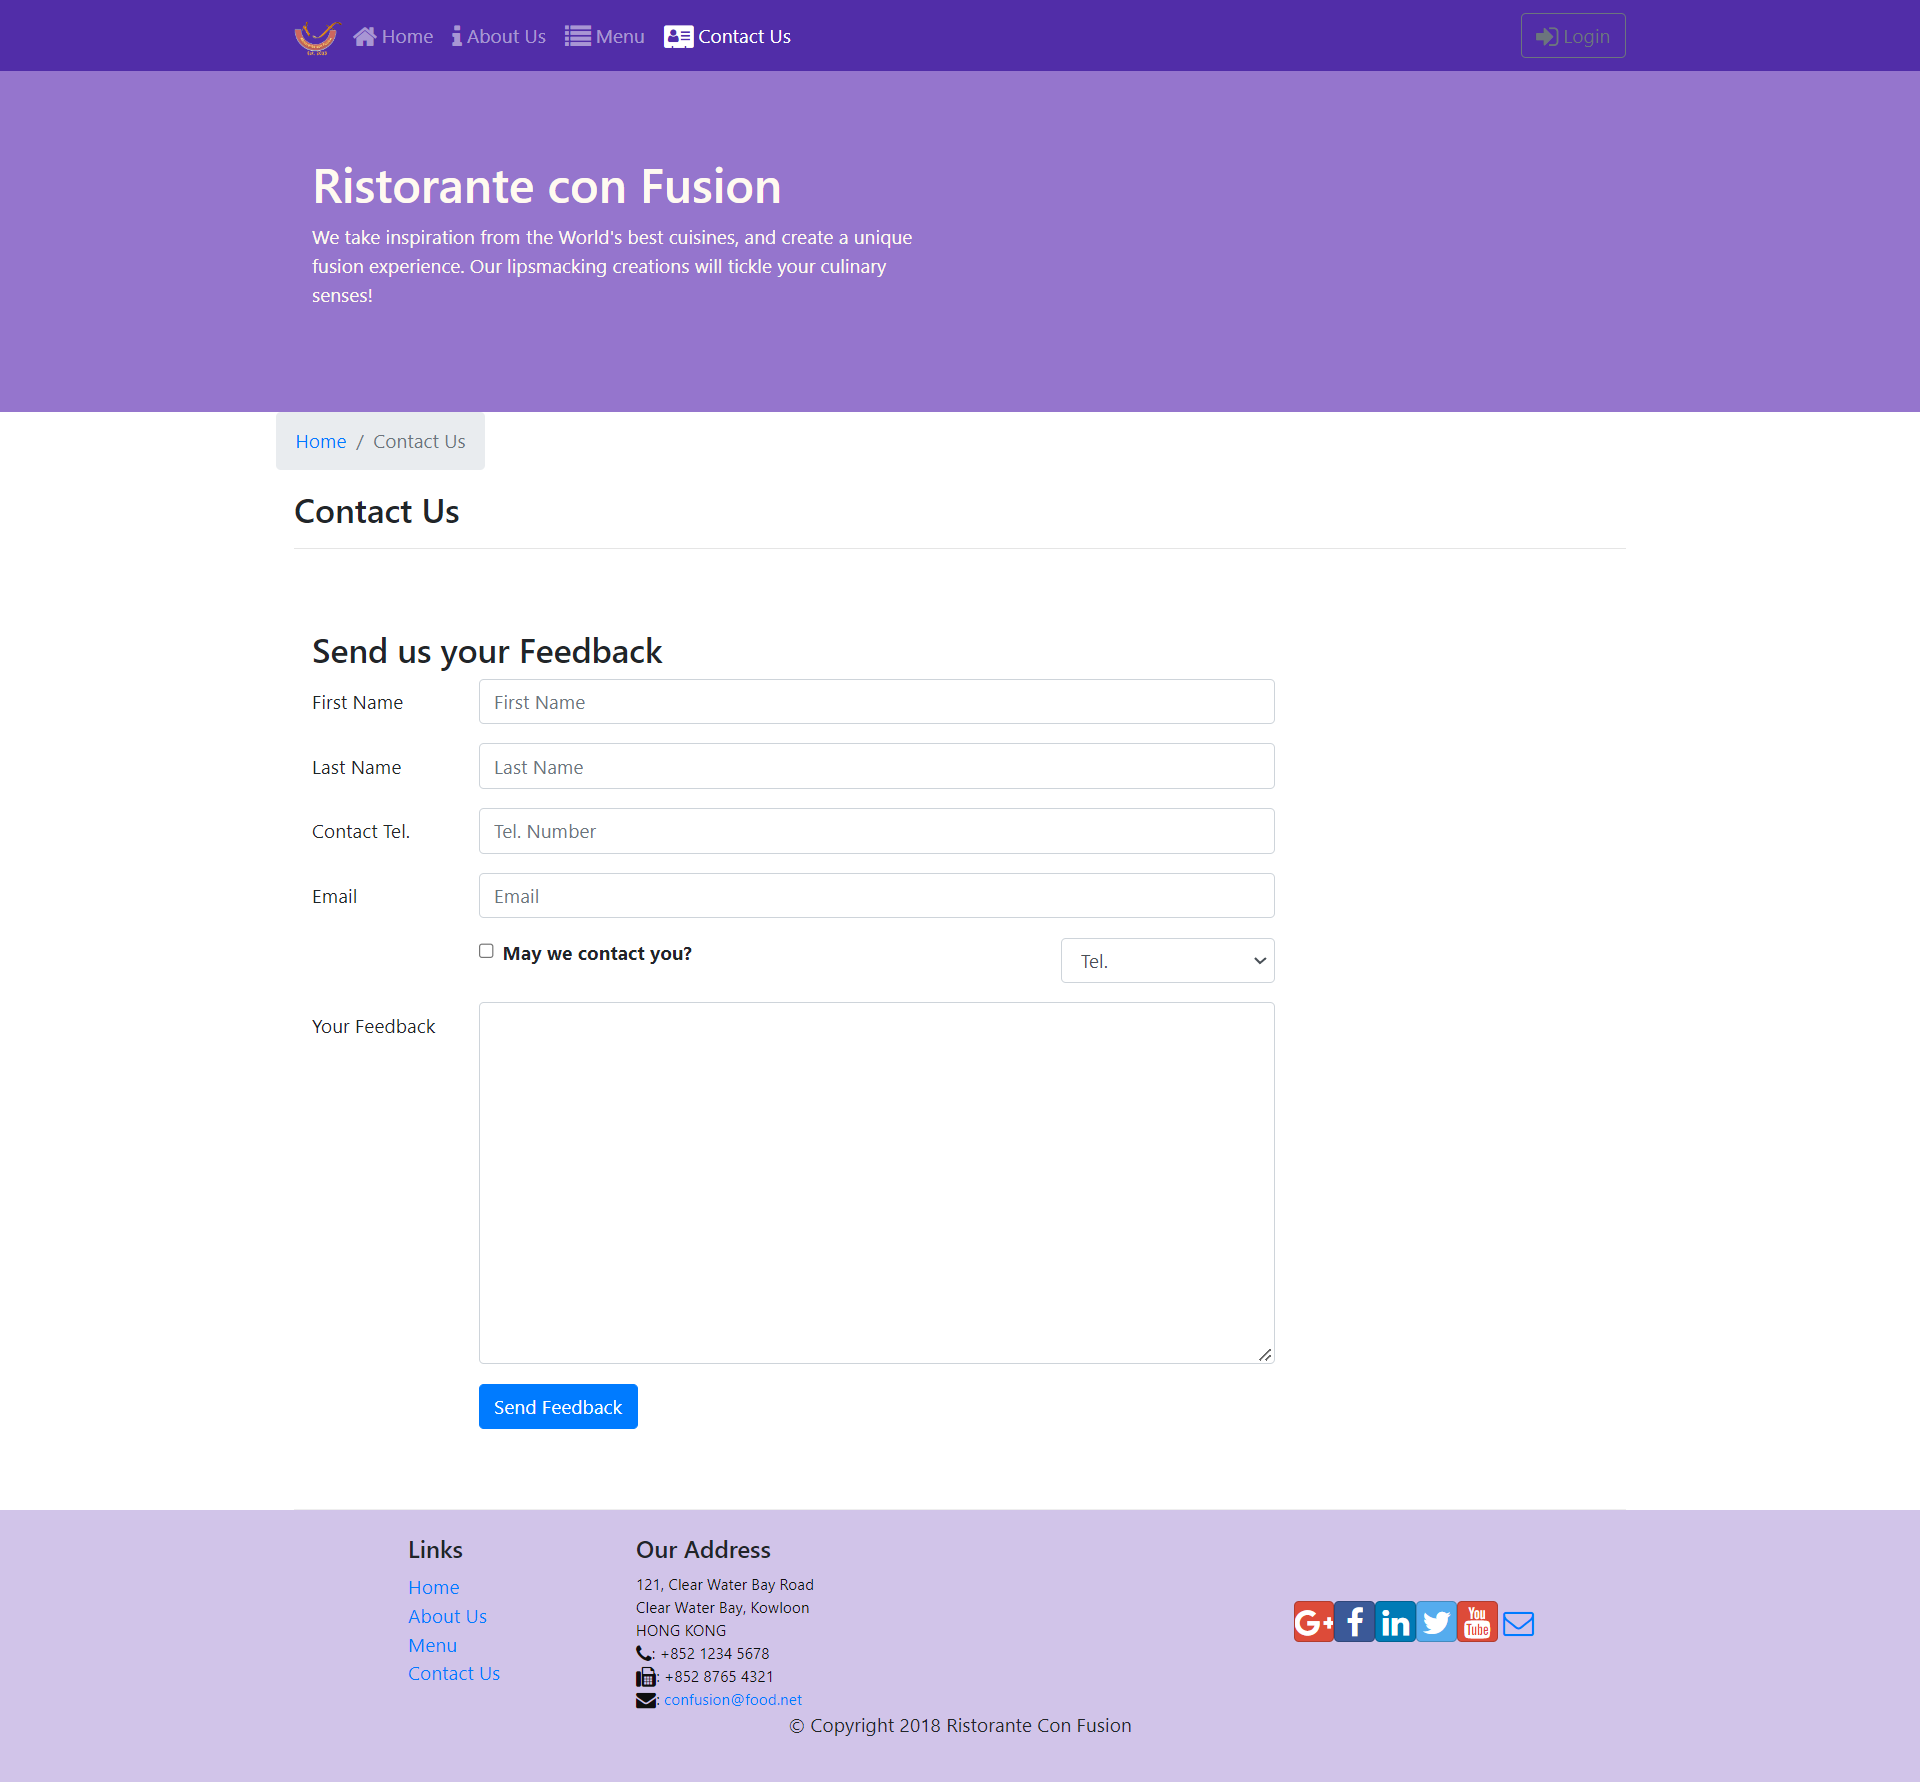 Home
About Us
Menu
Contact Us
Login
Ristorante con Fusion
We take inspiration from the World's best cuisines, and create a unique
fusion experience. Our lipsmacking creations will tickle your culinary
senses!
Home / Contact Us
Contact Us
Send us your Feedback
First Name
First Name
Last Name
Last Name
Contact Tel.
Tel. Number
Email
Email
May we contact you?
Tel.
Your Feedback
Send Feedback
Links
Home
About Us
Menu
Contact Us
Our Address
121, Clear Water Bay Road
Clear Water Bay, Kowloon
HONG KONG
: +852 1234 5678
: +852 8765 4321
: confusion@food.net
You
Tube
© Copyright 2018 Ristorante Con Fusion